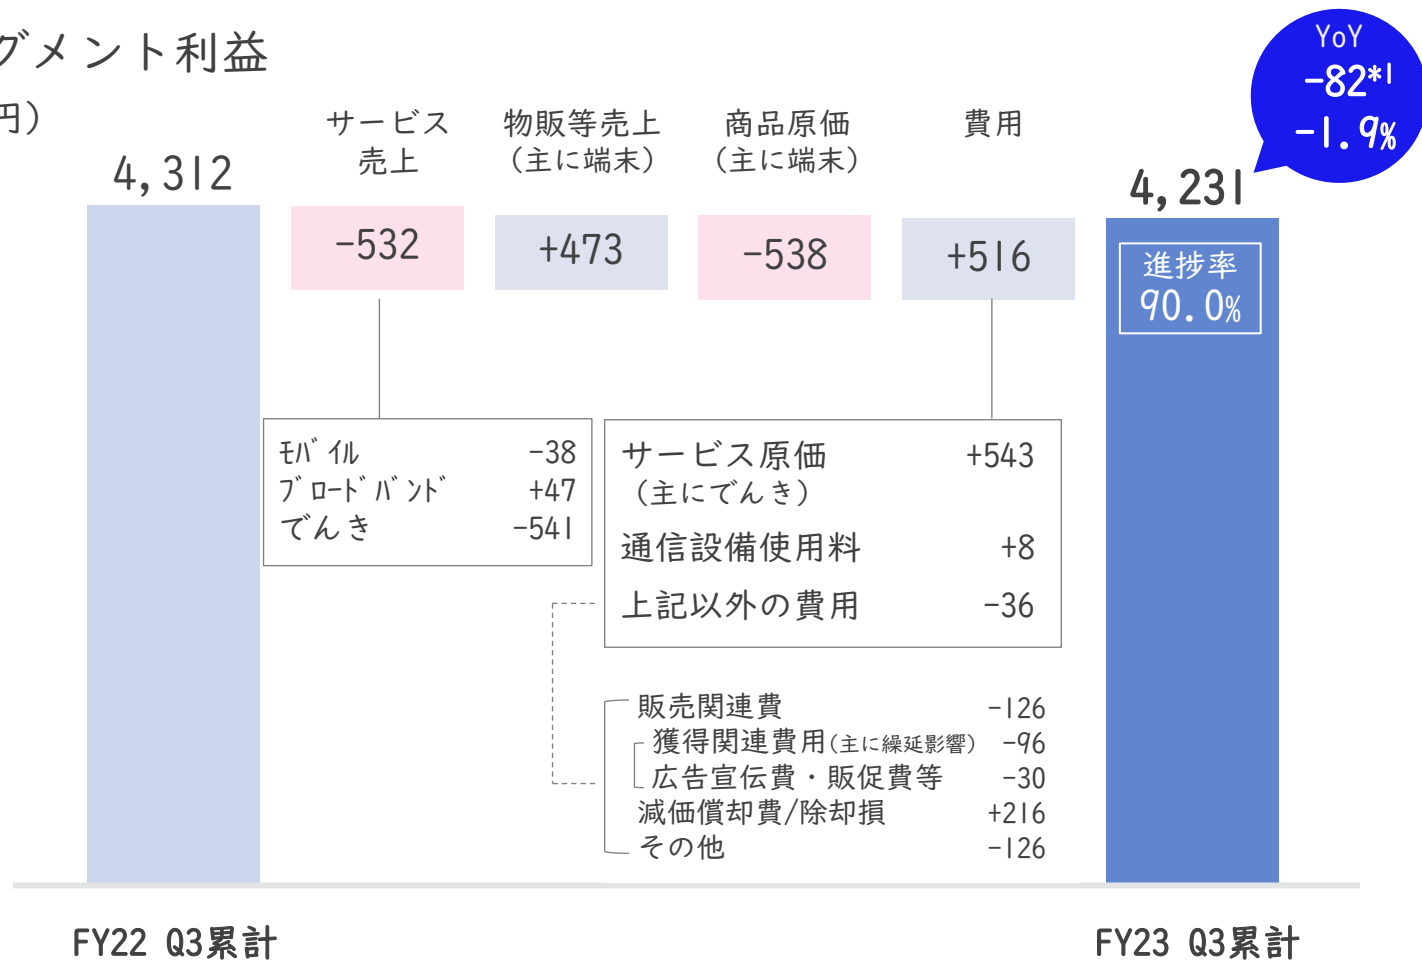 グメント利益
円)
YoY
-82*1
-1.9%
サービス
売上
物販等売上
(主に端末)
商品原価
(主に端末)
費用
4,312
-532
+473
-538
+516
4,231
進捗率
90.0%
ﾓﾊﾞｲﾙ -38
ﾌﾞﾛｰﾄﾞﾊﾞﾝﾄﾞ +47
でんき -541
サービス原価 +543
(主にでんき)
通信設備使用料 +8
上記以外の費用 -36
販売関連費 -126
獲得関連費用(主に繰延影響) -96
広告宣伝費・販促費等 -30
減価償却費/除却損 +216
その他 -126
FY22 Q3累計
FY23 Q3累計